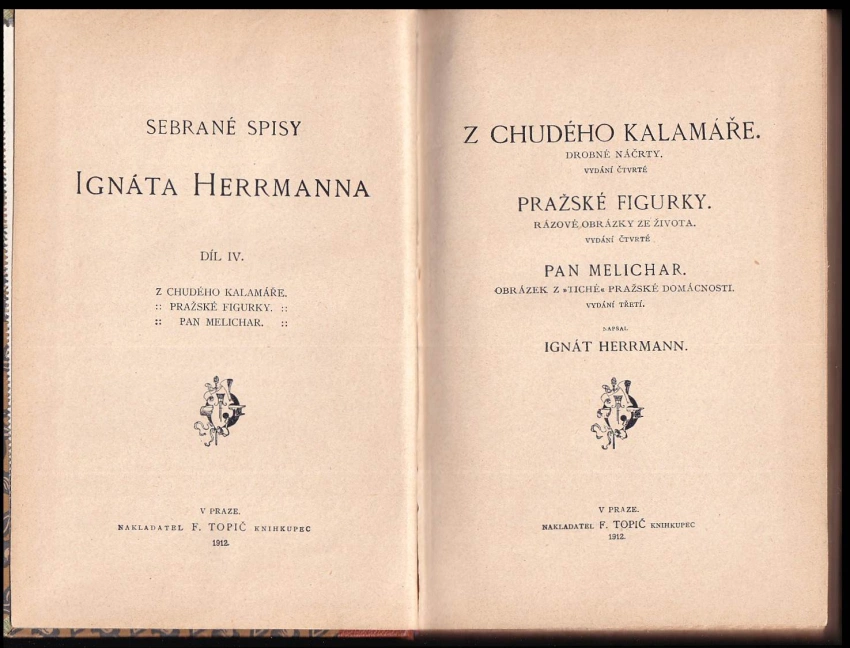 SEBRANÉ SPISY
IGNÁTA HERRMANNA
DÍL IV.
Z CHUDÉHO KALAMÁŘE.
:: PRAŽSKÉ FIGURKY. ::
:: PAN MELICHAR. ::
V PRAZE.
NAKLADATEL F. TOPIČ KNIHKUPEC
1912.
Z CHUDÉHO KALAMÁŘE.
DROBNÉ NÁČRTY.
VYDÁNÍ ČTVRTÉ
PRAŽSKÉ FIGURKY.
RÁZOVÉ OBRÁZKY ZE ŽIVOTA.
VYDÁNÍ ČTVRTÉ.
PAN MELICHAR.
OBRÁZEK Z »TICHÉ« PRAŽSKÉ DOMÁCNOSTI.
VYDÁNÍ TŘETÍ.
NAPSAL
IGNÁT HERRMANN.
V PRAZE.
NAKLADATEL F. TOPIČ KNIHKUPEC
1912.